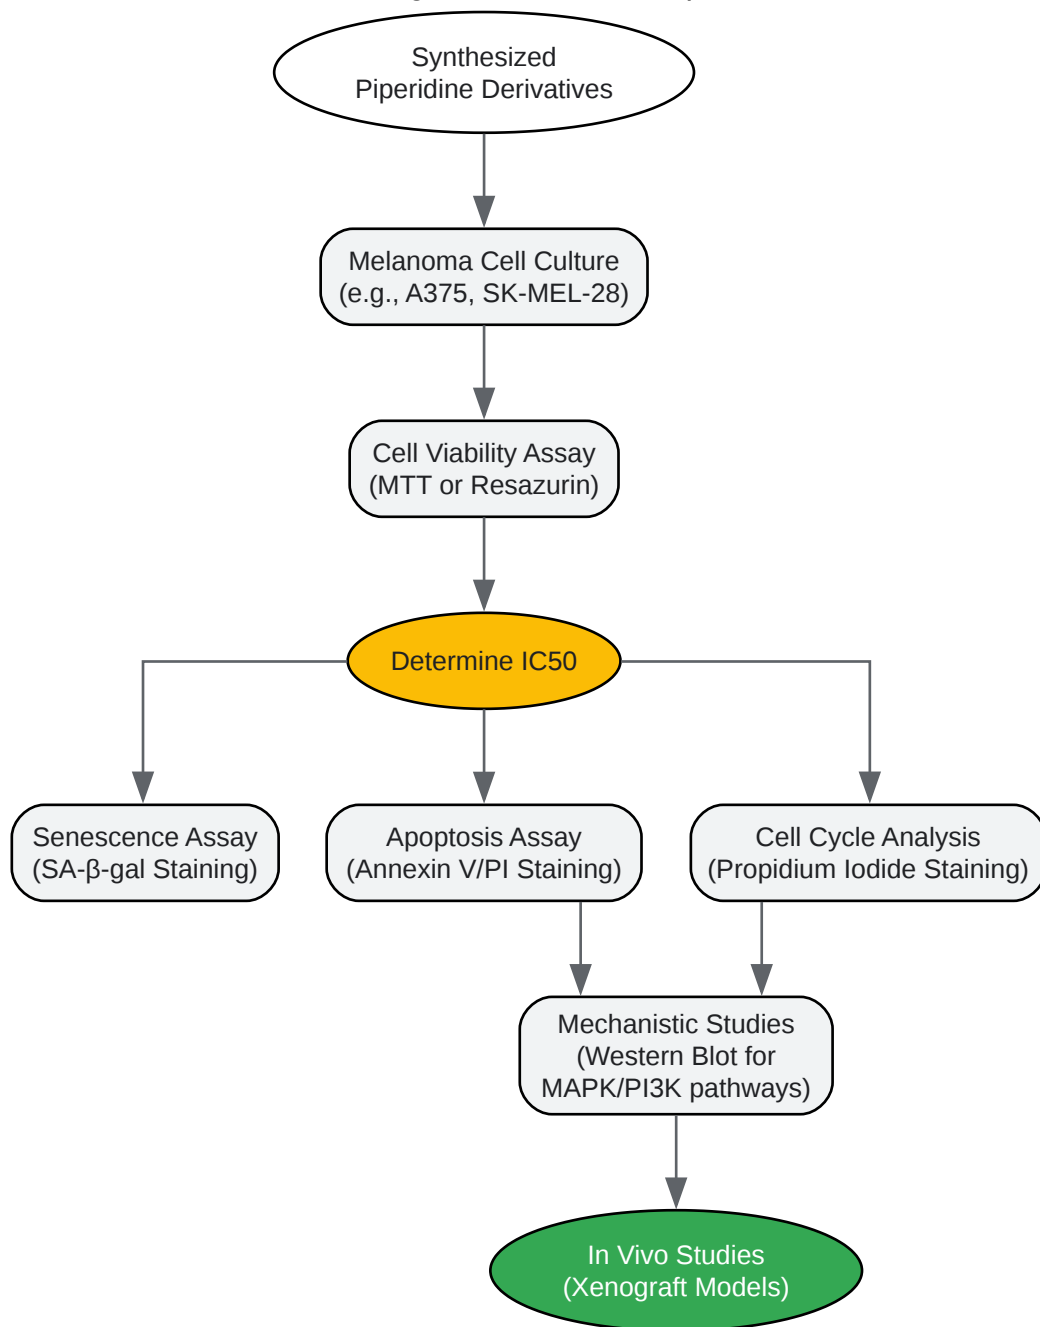 Synthesized
Piperidine Derivatives
Melanoma Cell Culture
(e.g., A375, SK-MEL-28)
Cell Viability Assay
(MTT or Resazurin)
Determine IC50
Senescence Assay
(SA-β-gal Staining)
Apoptosis Assay
(Annexin V/PI Staining)
Cell Cycle Analysis
(Propidium Iodide Staining)
Mechanistic Studies
(Western Blot for
MAPK/PI3K pathways)
In Vivo Studies
(Xenograft Models)